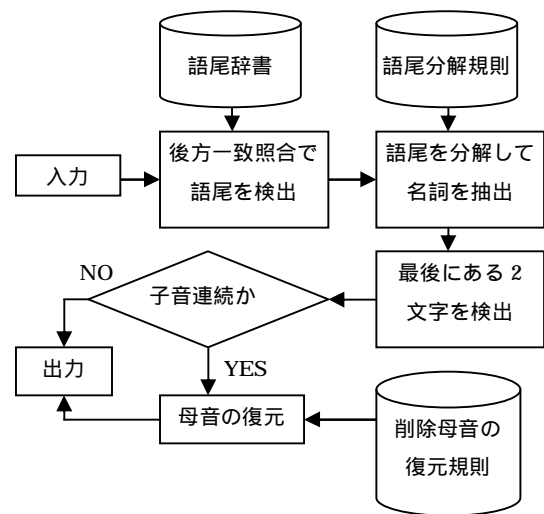 語尾辞書
語尾分解規則
入力
後方一致照合で
語尾を検出
語尾を分解して
名詞を抽出
最後にある 2
文字を検出
子音連続か
NO
YES
出力
母音の復元
削除母音の
復元規則